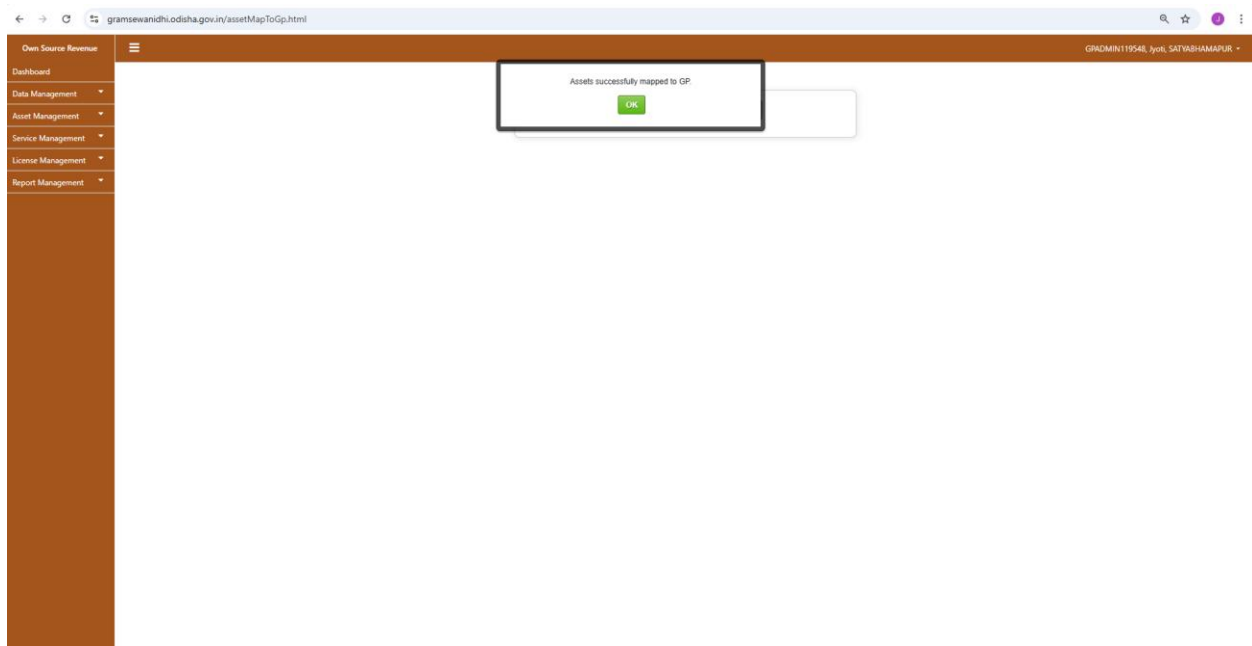 gramsewanidhi.odisha.gov.in/assetMapToGp.html
J
Own Source Revenue
GPADMIN119548, Jyoti, SATYABHAMAPUR
Dashboard
Data Management
Asset Management
Service Management
License Management
Report Management
Assets successfully mapped to GP.
OK